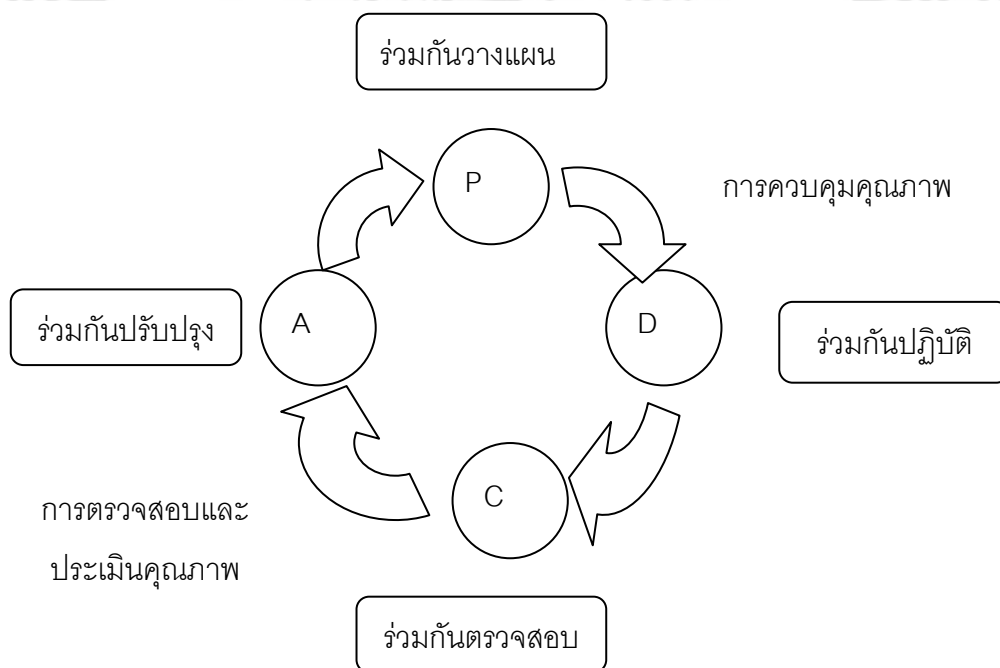 ร่วมกันวางแผน
P
การควบคุมคุณภาพ
ร่วมกันปรับปรุง
A
D
ร่วมกันปฏิบัติ
C
การตรวจสอบและ
ประเมินคุณภาพ
ร่วมกันตรวจสอบ